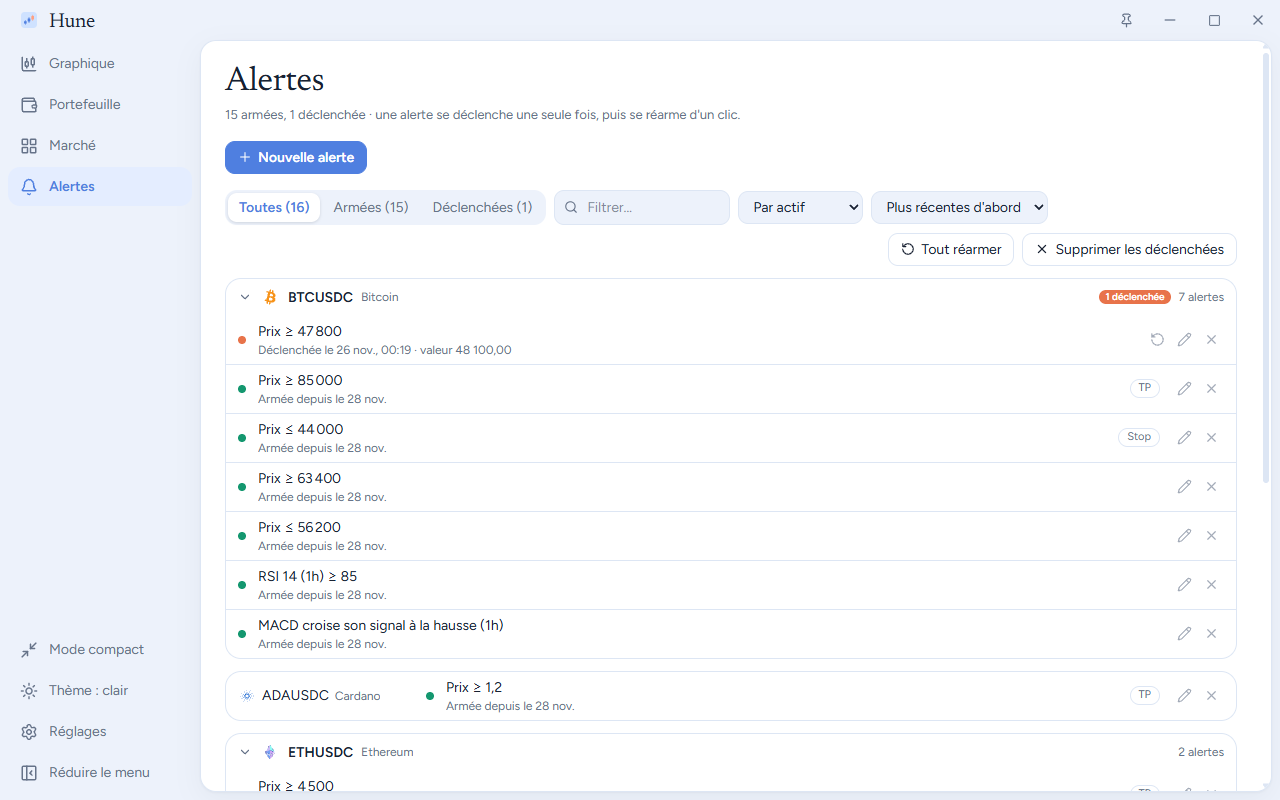 Hune
Graphique
Portefeuille
Marché
Alertes
Mode compact
Thème : clair
Réglages
Réduire le menu
Alertes
15 armées, 1 déclenchée · une alerte se déclenche une seule fois, puis se réarme d'un clic.
Nouvelle alerte
Toutes (16) Armées (15) Déclenchées (1) Filtrer... Par actif Plus récentes d'abord
Tout réarmer Supprimer les déclenchées
BTCUSDC Bitcoin 1 déclenchée 7 alertes
Prix ≥ 47 800
Déclenchée le 26 nov., 00:19 · valeur 48 100,00
Prix ≥ 85 000 TP
Armée depuis le 28 nov.
Prix ≤ 44 000 Stop
Armée depuis le 28 nov.
Prix ≥ 63 400
Armée depuis le 28 nov.
Prix ≤ 56 200
Armée depuis le 28 nov.
RSI 14 (1h) ≥ 85
Armée depuis le 28 nov.
MACD croise son signal à la hausse (1h)
Armée depuis le 28 nov.
ADAUSDC Cardano Prix ≥ 1,2 TP
Armée depuis le 28 nov.
ETHUSDC Ethereum 2 alertes
Prix ≥ 4 500 TP